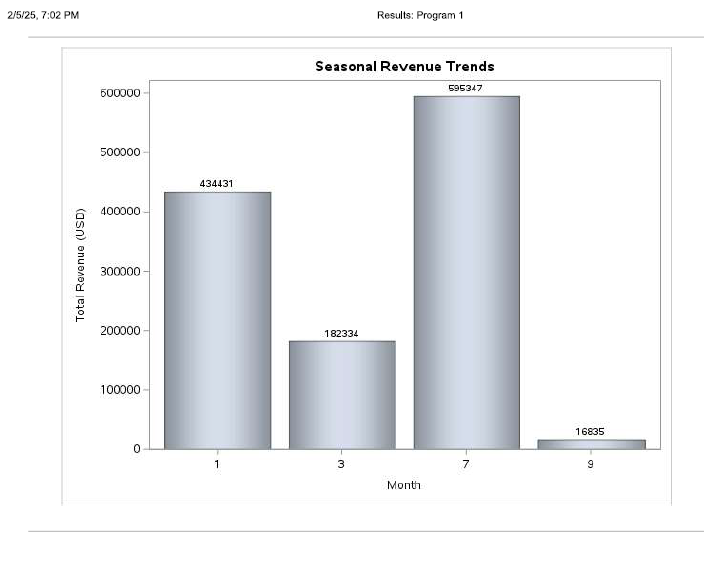 2/5/25, 7:02 PM Results: Program 1
Seasonal Revenue Trends
600000
500000
400000
300000
200000
100000
0
Total Revenue (USD)
434431
182334
595347
16835
1 3 7 9
Month